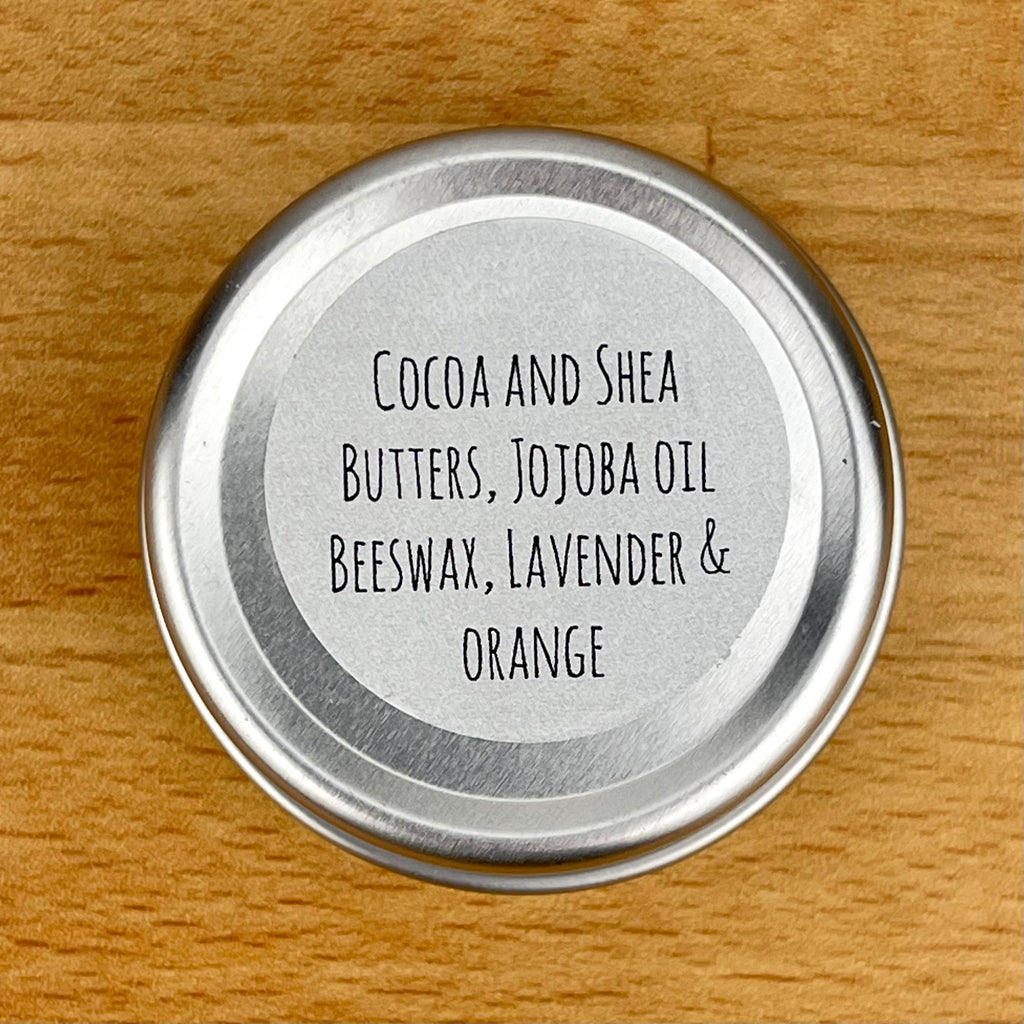 Cocoa and Shea
Butters, Jojoba oil
Beeswax, Lavender &
orange